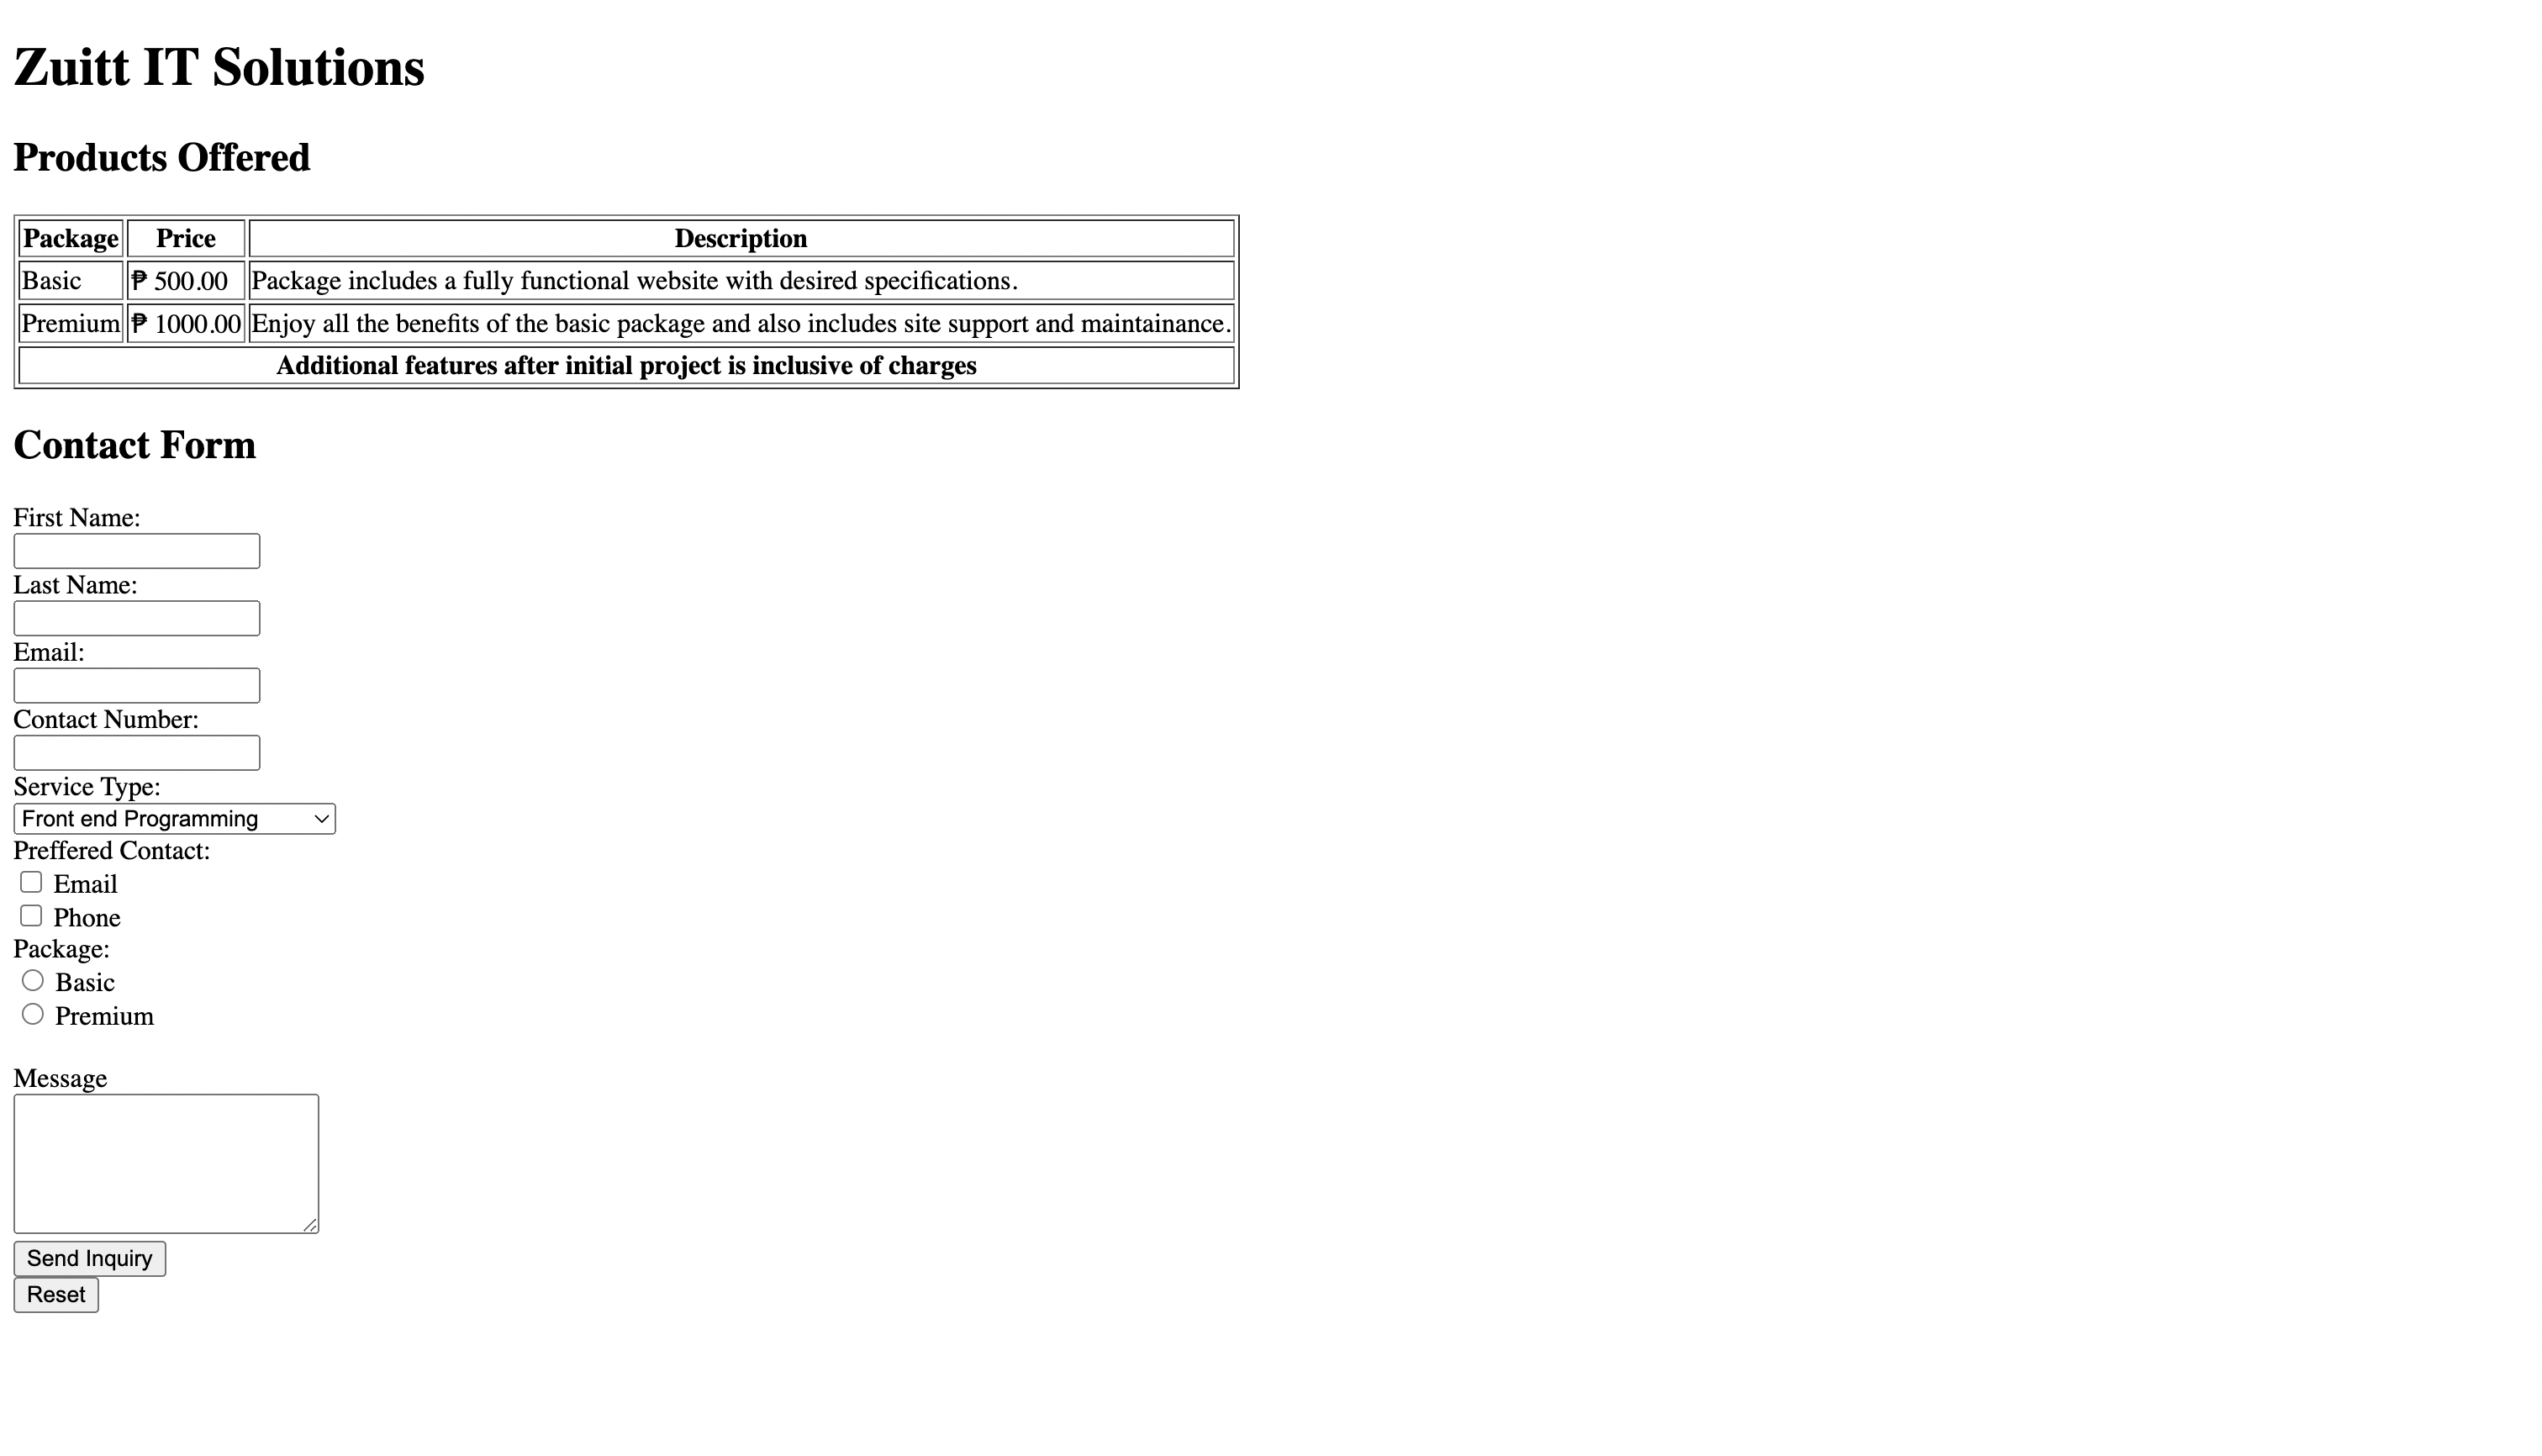 Zuitt IT Solutions
Products Offered
Package Price Description
Basic ₱ 500.00 Package includes a fully functional website with desired specifications.
Premium ₱ 1000.00 Enjoy all the benefits of the basic package and also includes site support and maintainance.
Additional features after initial project is inclusive of charges
Contact Form
First Name:
Last Name:
Email:
Contact Number:
Service Type:
Front end Programming
Preffered Contact:
Email
Phone
Package:
Basic
Premium
Message
Send Inquiry
Reset